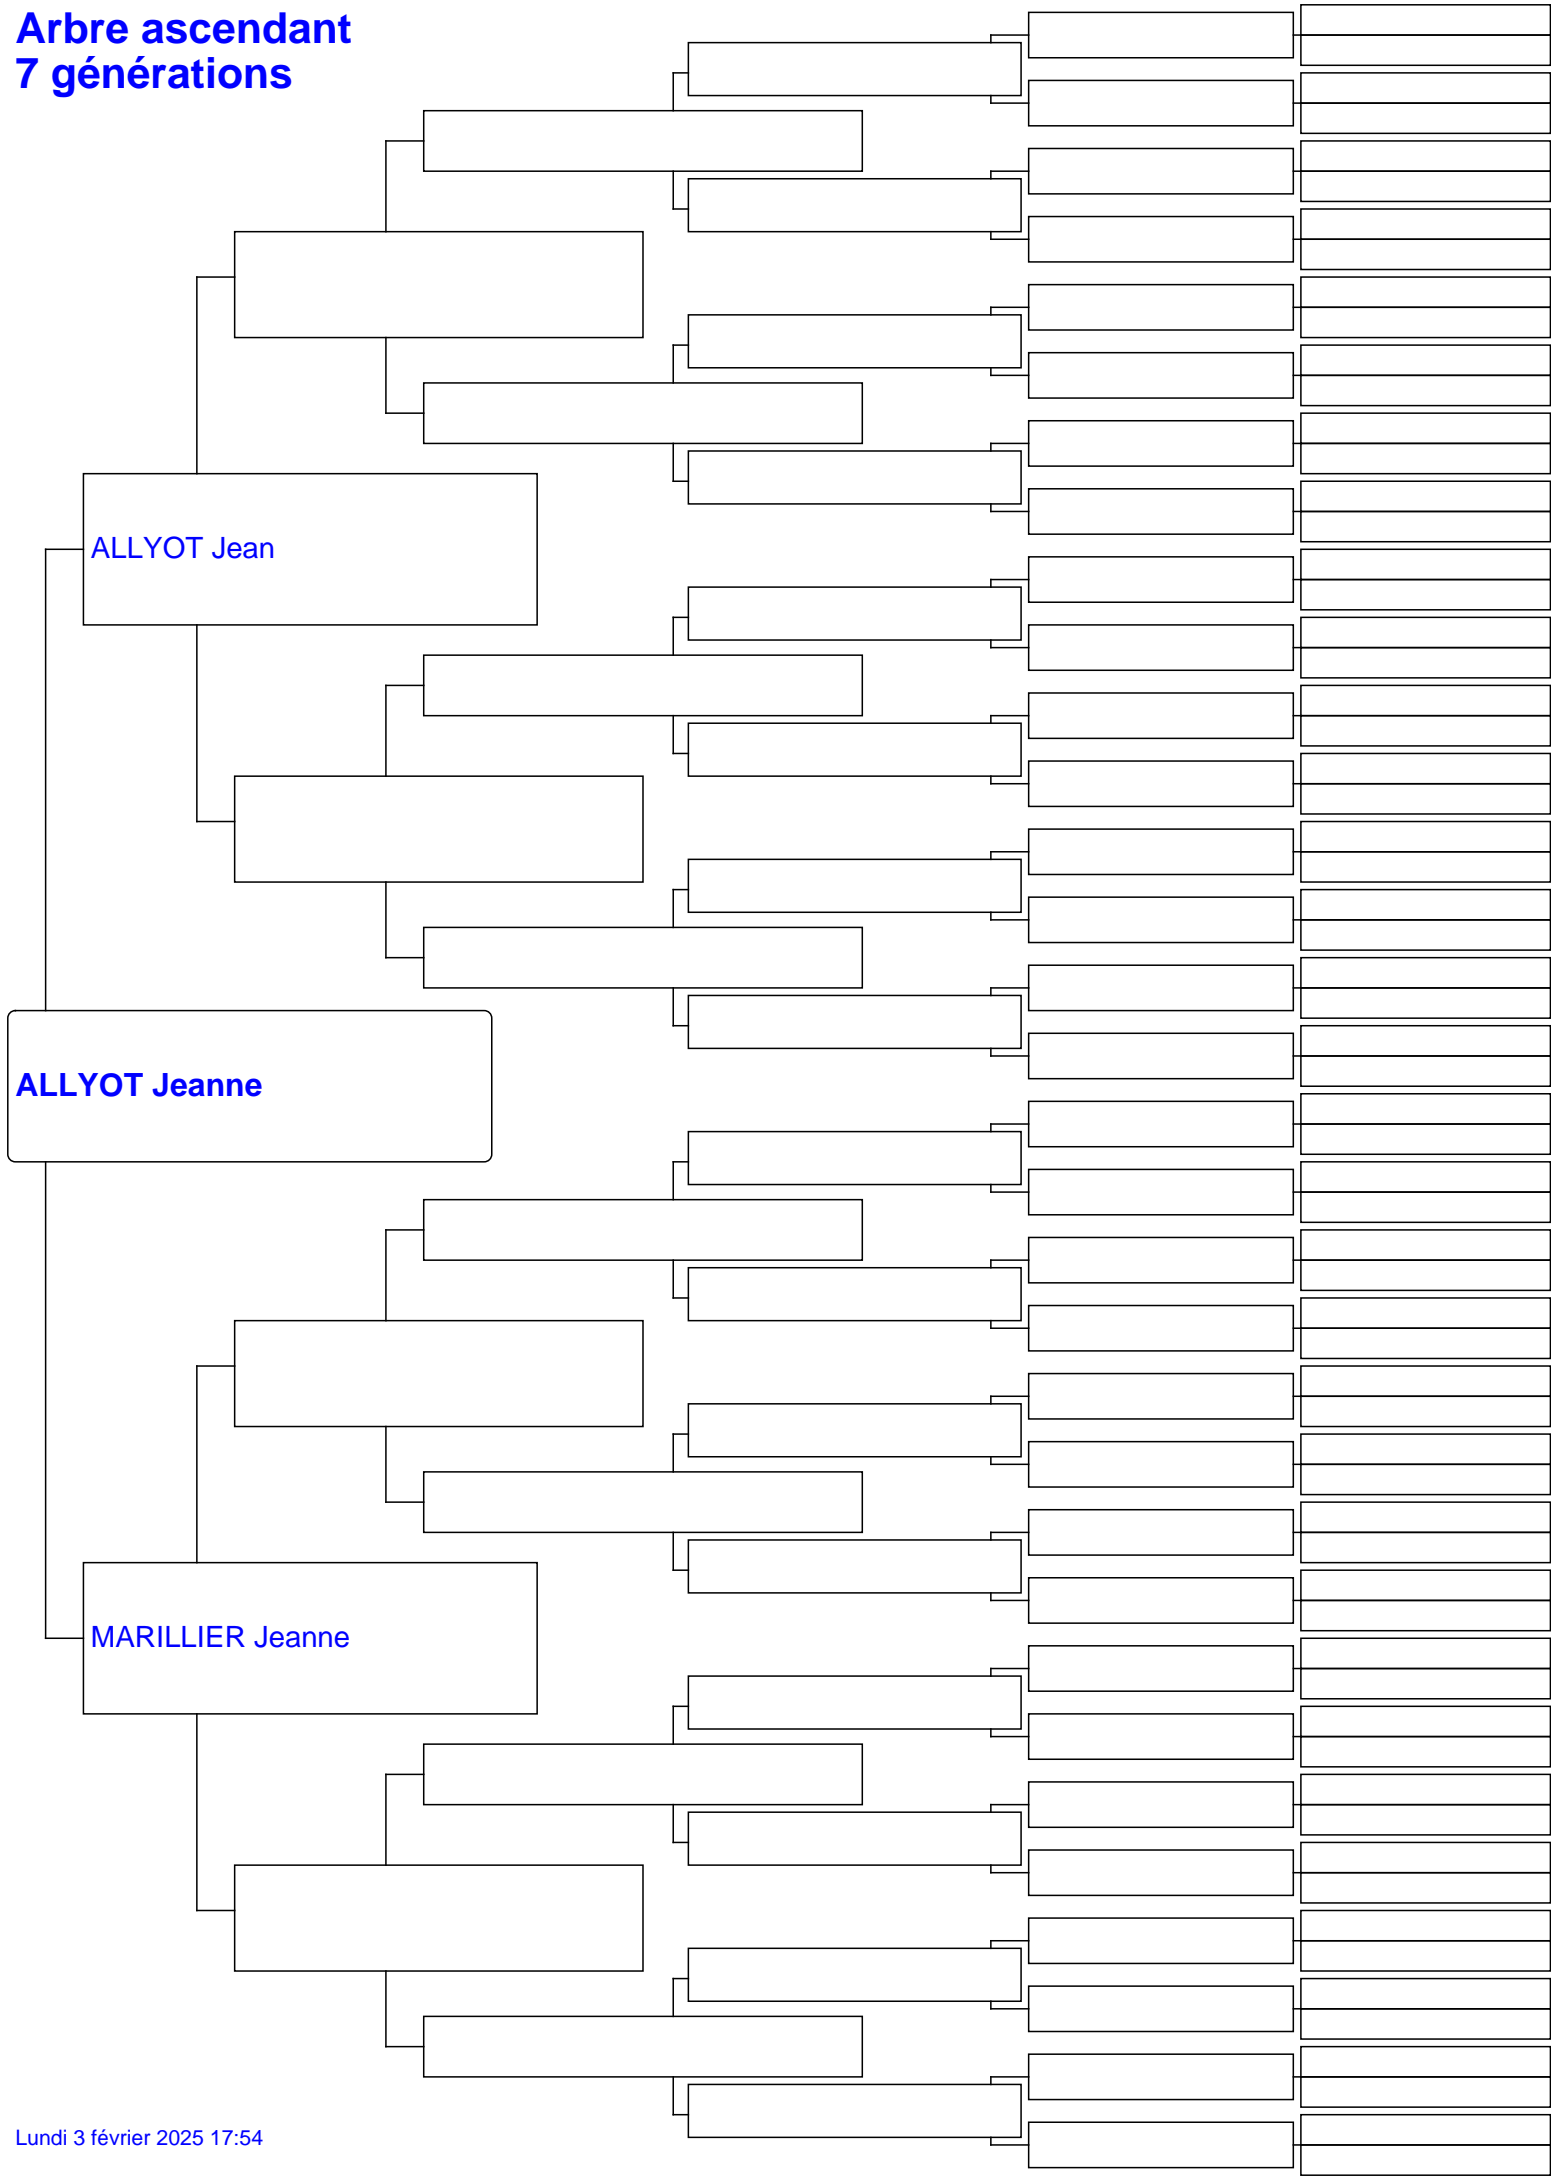 Arbre ascendant
7 générations
ALLYOT Jean
ALLYOT Jeanne
MARILLIER Jeanne
Lundi 3 février 2025 17:54